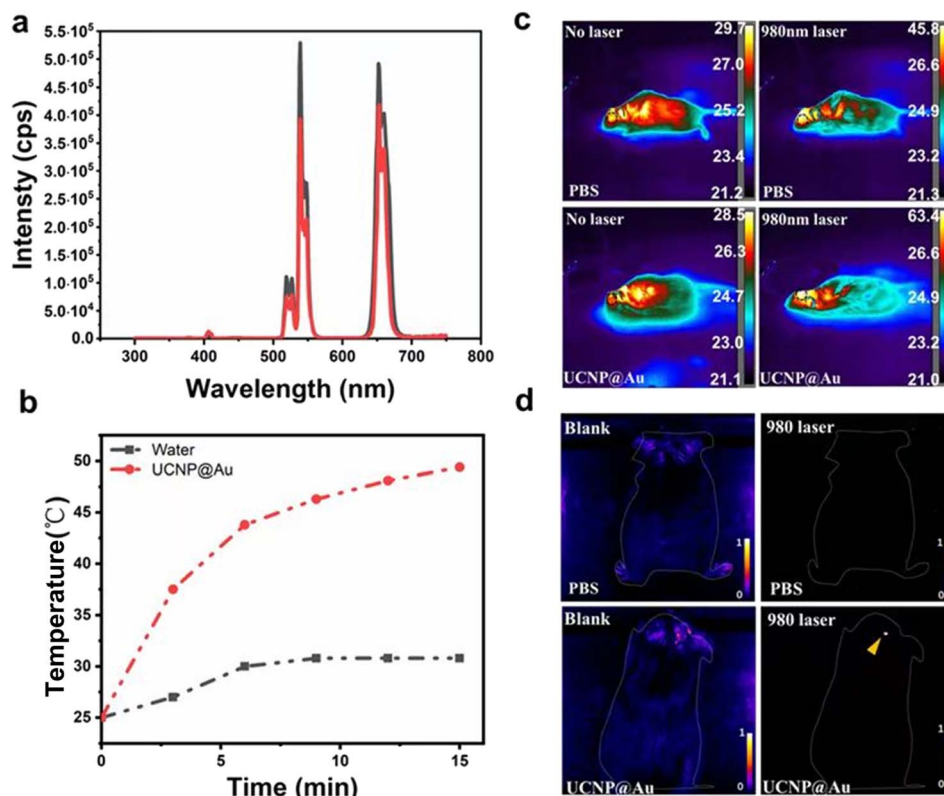 a
5.5·10⁵
5.0·10⁵
4.5·10⁵
4.0·10⁵
3.5·10⁵
3.0·10⁵
2.5·10⁵
2.0·10⁵
1.5·10⁵
1.0·10⁵
5.0·10⁴
0.0
Intensty (cps)
300 400 500 600 700 800
Wavelength (nm)
b
Water
UCNP@Au
50
45
40
35
30
25
Temperature(℃)
0 5 10 15
Time (min)
c
No laser
29.7
27.0
25.2
23.4
21.2
PBS
980nm laser
45.8
26.6
24.9
23.2
21.3
PBS
No laser
28.5
26.3
24.7
23.0
21.1
UCNP@Au
980nm laser
63.4
26.6
24.9
23.2
21.0
UCNP@Au
d
Blank
1
0
PBS
980 laser
1
0
PBS
Blank
1
0
UCNP@Au
980 laser
1
0
UCNP@Au